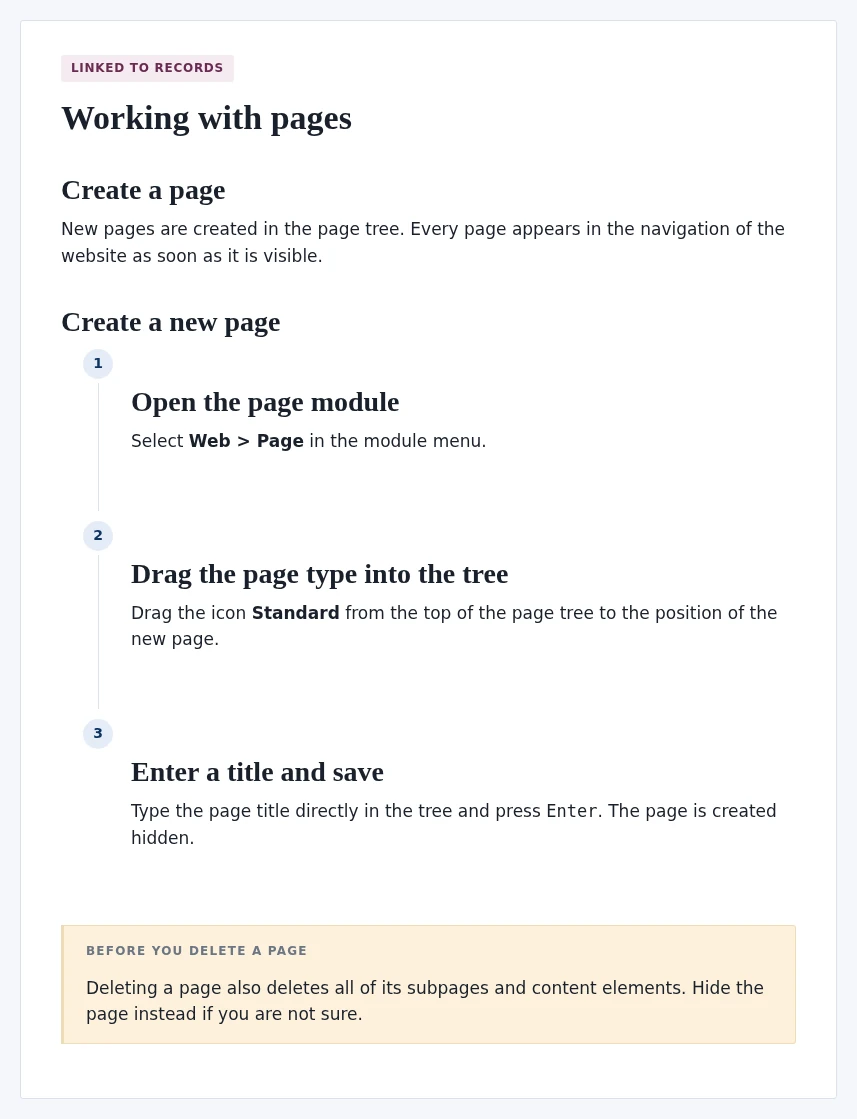 LINKED TO RECORDS
Working with pages
Create a page
New pages are created in the page tree. Every page appears in the navigation of the
website as soon as it is visible.
Create a new page
1
Open the page module
Select Web > Page in the module menu.
2
Drag the page type into the tree
Drag the icon Standard from the top of the page tree to the position of the
new page.
3
Enter a title and save
Type the page title directly in the tree and press Enter. The page is created
hidden.
BEFORE YOU DELETE A PAGE
Deleting a page also deletes all of its subpages and content elements. Hide the
page instead if you are not sure.